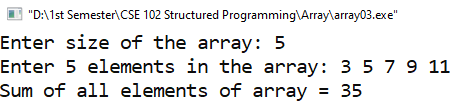 "D:\1st Semester\CSE 102 Structured Programming\Array\array03.exe"
Enter size of the array: 5
Enter 5 elements in the array: 3 5 7 9 11
Sum of all elements of array = 35